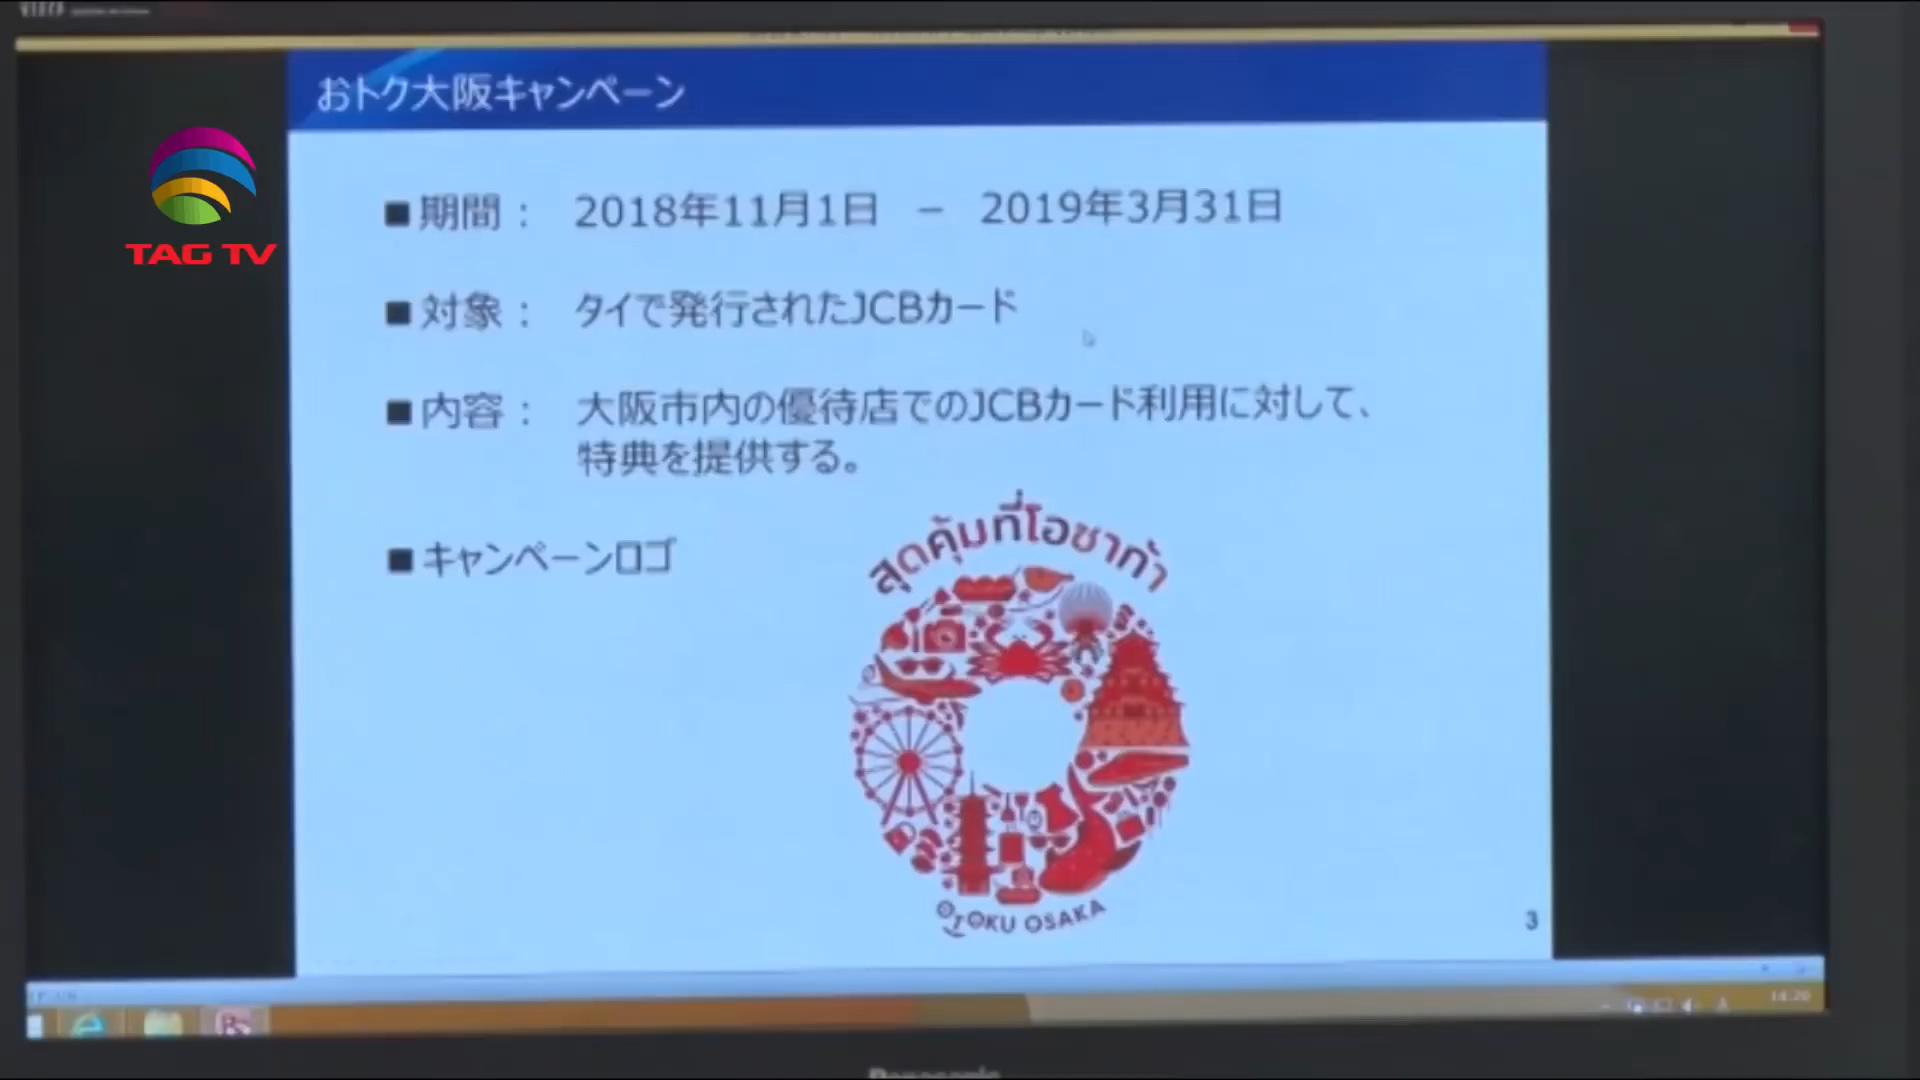 おトク大阪キャンペーン
TAG TV
■期間： 2018年11月1日 － 2019年3月31日
■対象： タイで発行されたJCBカード
■内容： 大阪市内の優待店でのJCBカード利用に対して、
特典を提供する。
■キャンペーンロゴ
สุดคุ้มที่โอซาก้า
OTOKU OSAKA
3
14:20
Panasonic